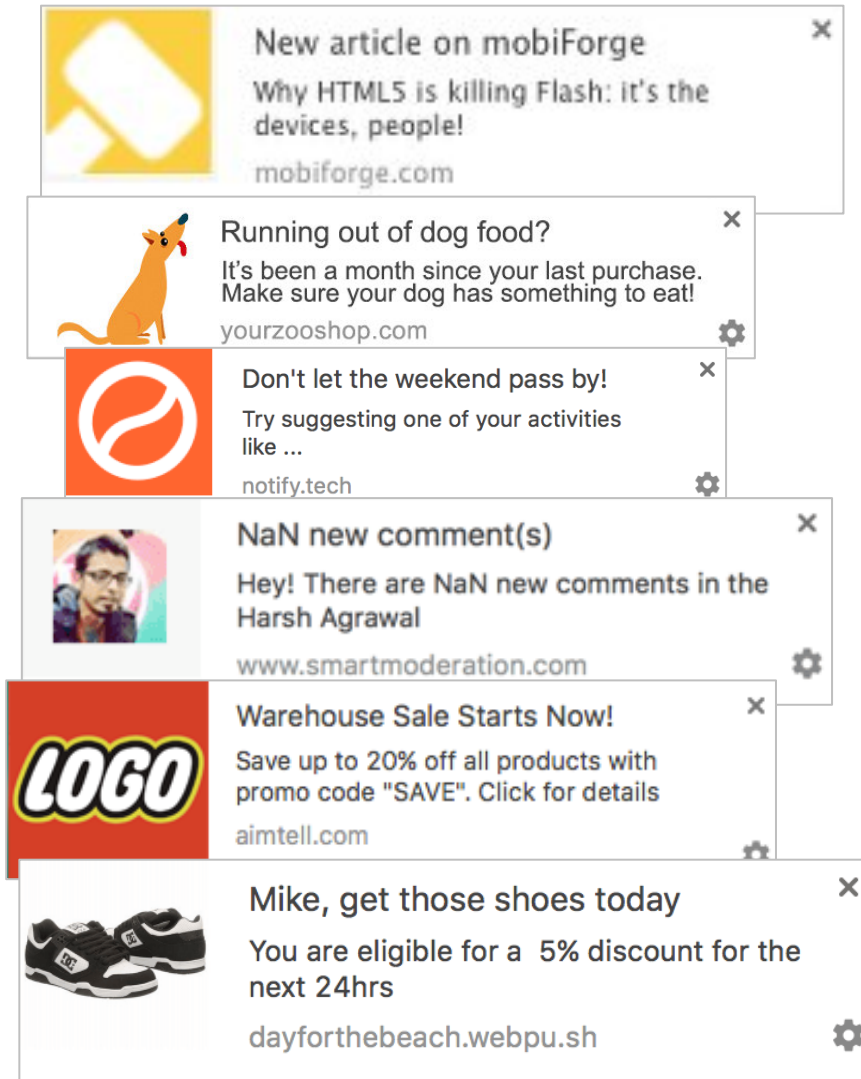 New article on mobiForge
Why HTML5 is killing Flash: it's the
devices, people!
mobiforge.com
Running out of dog food?
It's been a month since your last purchase.
Make sure your dog has something to eat!
yourzooshop.com
Don't let the weekend pass by!
Try suggesting one of your activities
like ...
notify.tech
NaN new comment(s)
Hey! There are NaN new comments in the
Harsh Agrawal
www.smartmoderation.com
LOGO
Warehouse Sale Starts Now!
Save up to 20% off all products with
promo code "SAVE". Click for details
aimtell.com
Mike, get those shoes today
You are eligible for a  5% discount for the
next 24hrs
dayforthebeach.webpu.sh